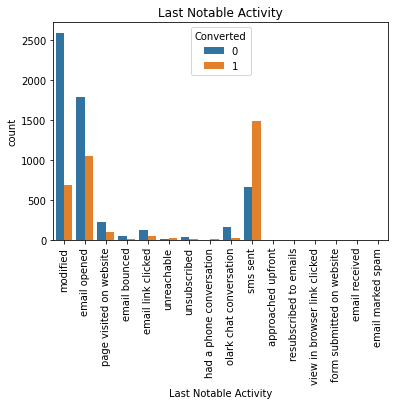 Last Notable Activity
Converted
0
1
count
2500
2000
1500
1000
500
0
modified
email opened
page visited on website
email bounced
email link clicked
unreachable
unsubscribed
had a phone conversation
olark chat conversation
sms sent
approached upfront
resubscribed to emails
view in browser link clicked
form submitted on website
email received
email marked spam
Last Notable Activity